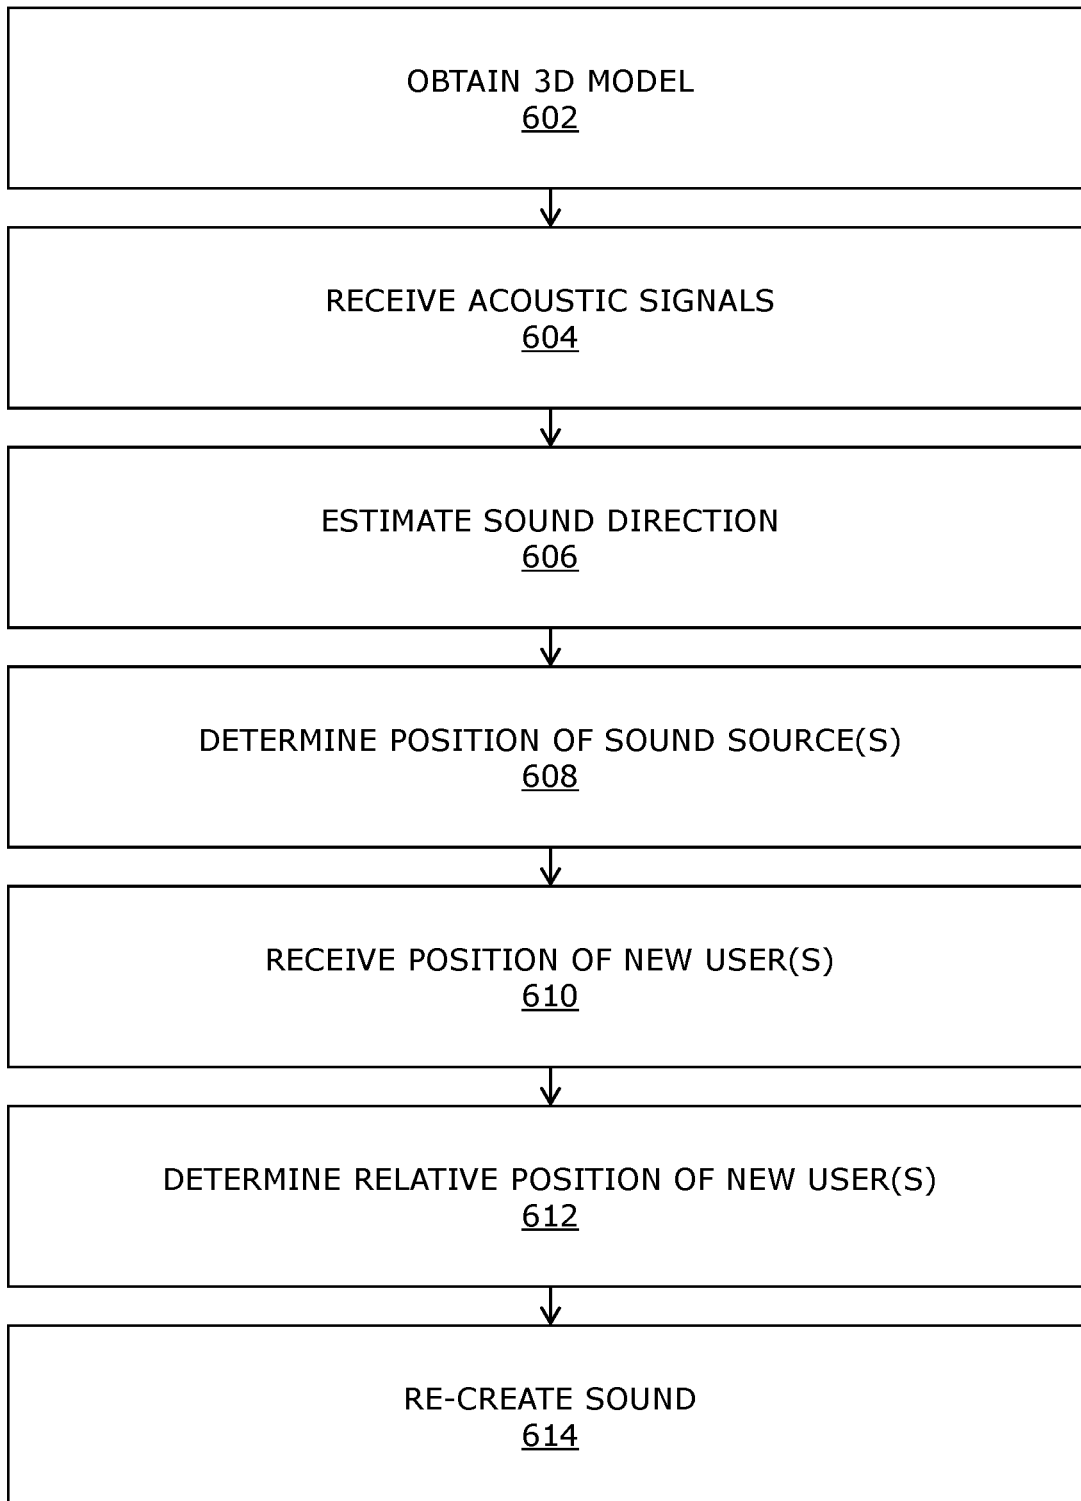 OBTAIN 3D MODEL
602
RECEIVE ACOUSTIC SIGNALS
604
ESTIMATE SOUND DIRECTION
606
DETERMINE POSITION OF SOUND SOURCE(S)
608
RECEIVE POSITION OF NEW USER(S)
610
DETERMINE RELATIVE POSITION OF NEW USER(S)
612
RE-CREATE SOUND
614